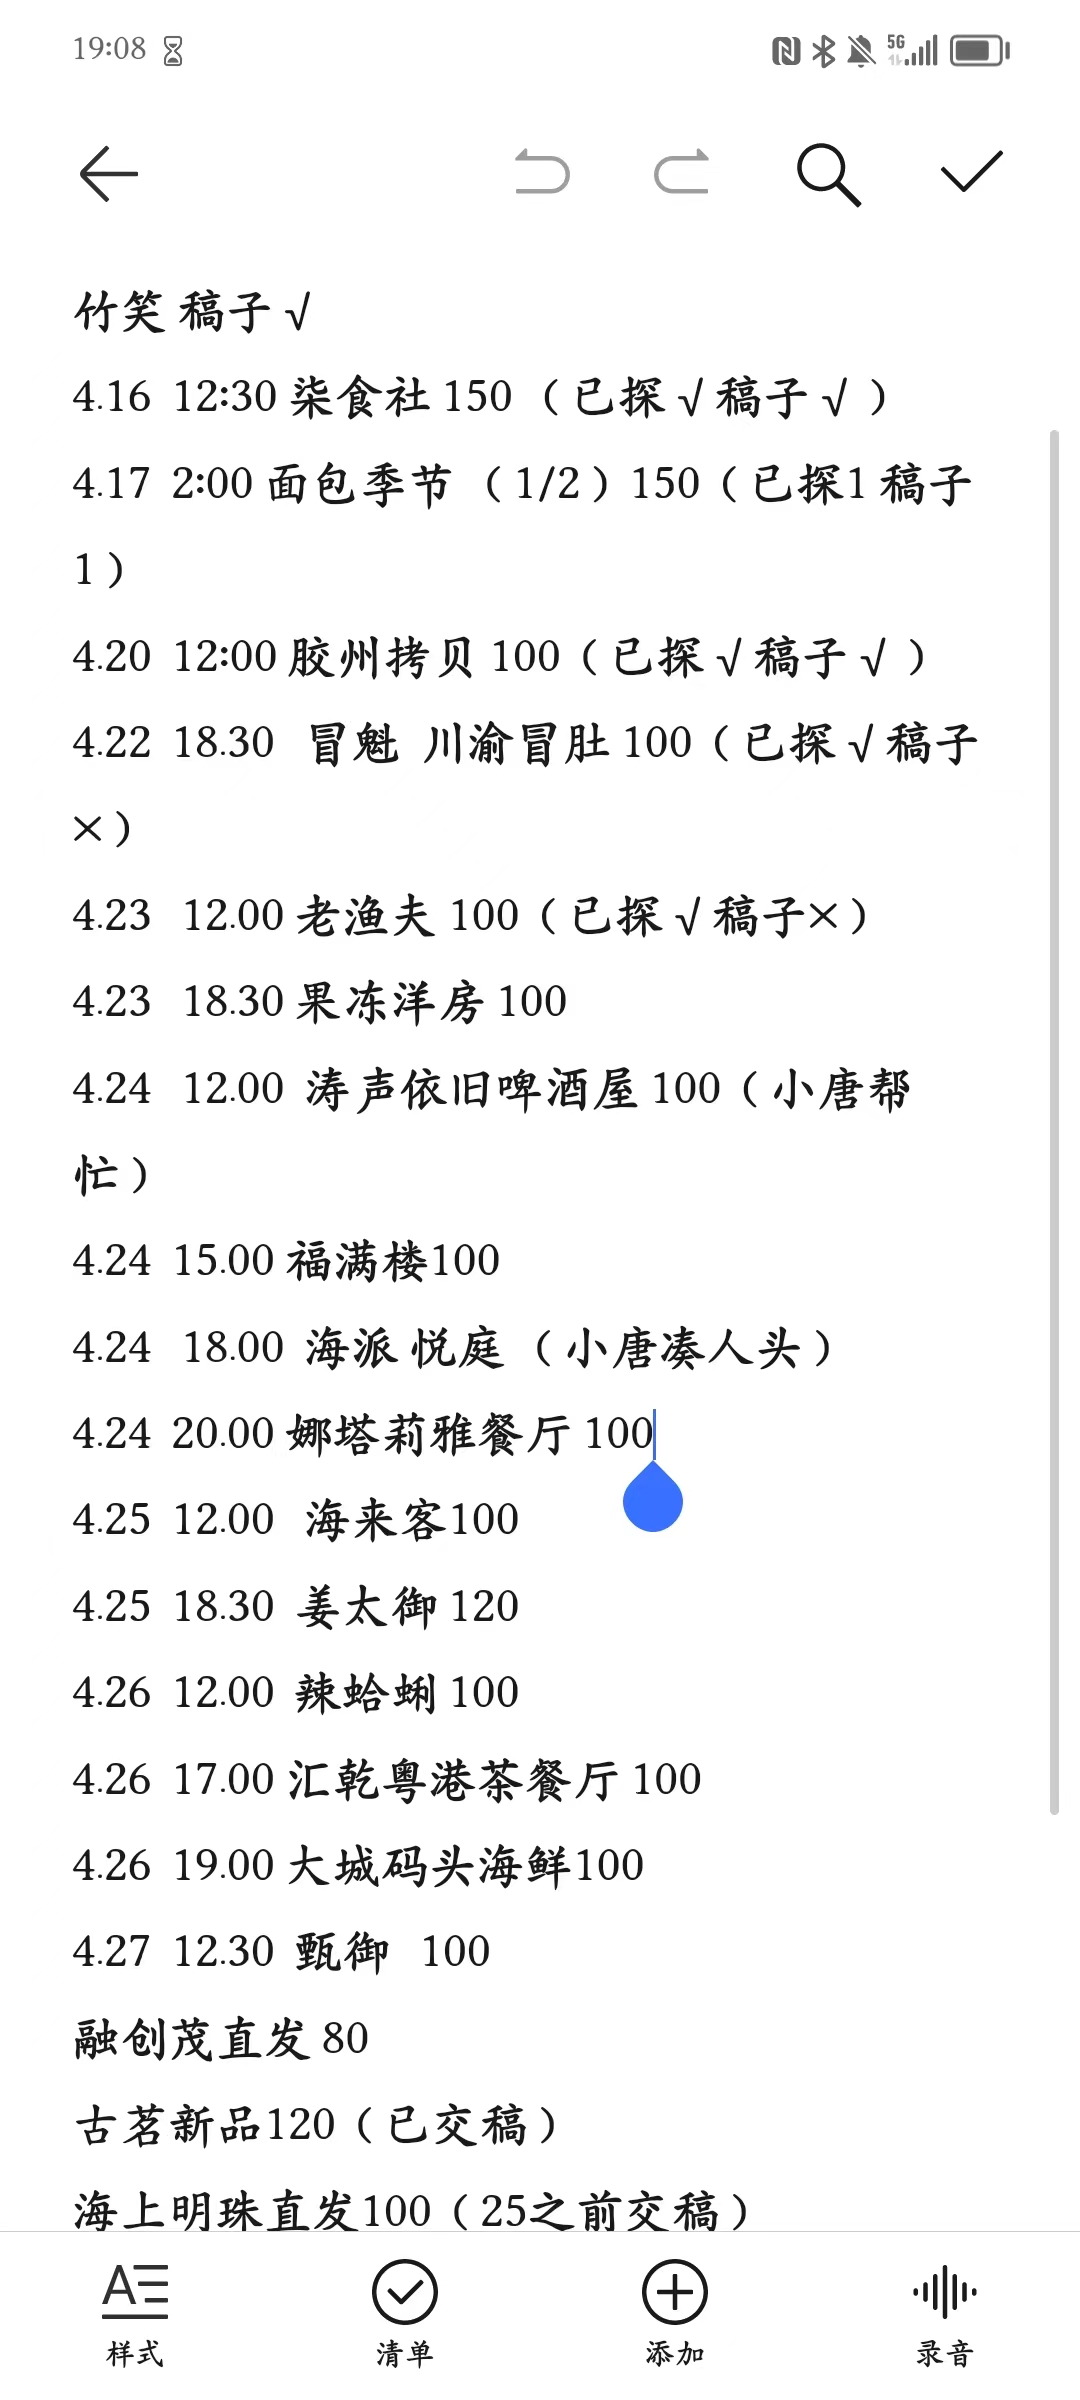 19:08
5G
竹笑 稿子 √
4.16 12:30 柒食社 150 （已探 √ 稿子 √ ）
4.17 2:00 面包季节 （1/2）150（已探1 稿子
1）
4.20 12:00 胶州拷贝 100（已探 √ 稿子 √ ）
4.22 18.30 冒魁 川渝冒肚 100（已探 √ 稿子
×）
4.23 12.00 老渔夫 100（已探 √ 稿子×）
4.23 18.30 果冻洋房 100
4.24 12.00 涛声依旧啤酒屋 100（小唐帮
忙）
4.24 15.00 福满楼100
4.24 18.00 海派 悦庭 （小唐凑人头）
4.24 20.00 娜塔莉雅餐厅 100
4.25 12.00 海来客100
4.25 18.30 姜太御 120
4.26 12.00 辣蛤蜊 100
4.26 17.00 汇乾粤港茶餐厅 100
4.26 19.00 大城码头海鲜100
4.27 12.30 甄御 100
融创茂直发 80
古茗新品120（已交稿）
海上明珠直发100（25之前交稿）
样式 清单 添加 录音